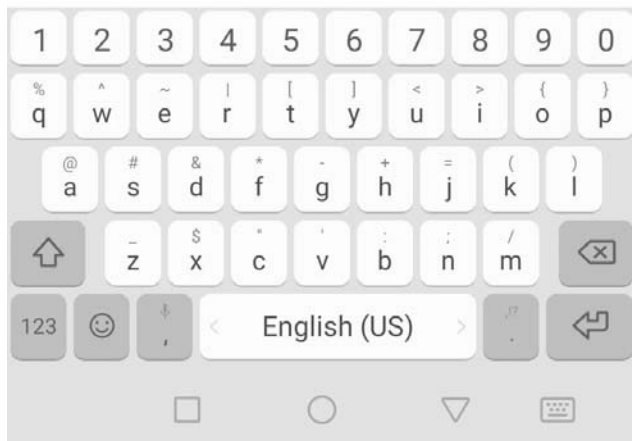 1 2 3 4 5 6 7 8 9 0
% ^ ~ | [ ] < > { }
q w e r t y u i o p
@ # & * - + = ( )
a s d f g h j k l
_ $ " ' : ; /
z x c v b n m
,!?
123 , < English (US) > .